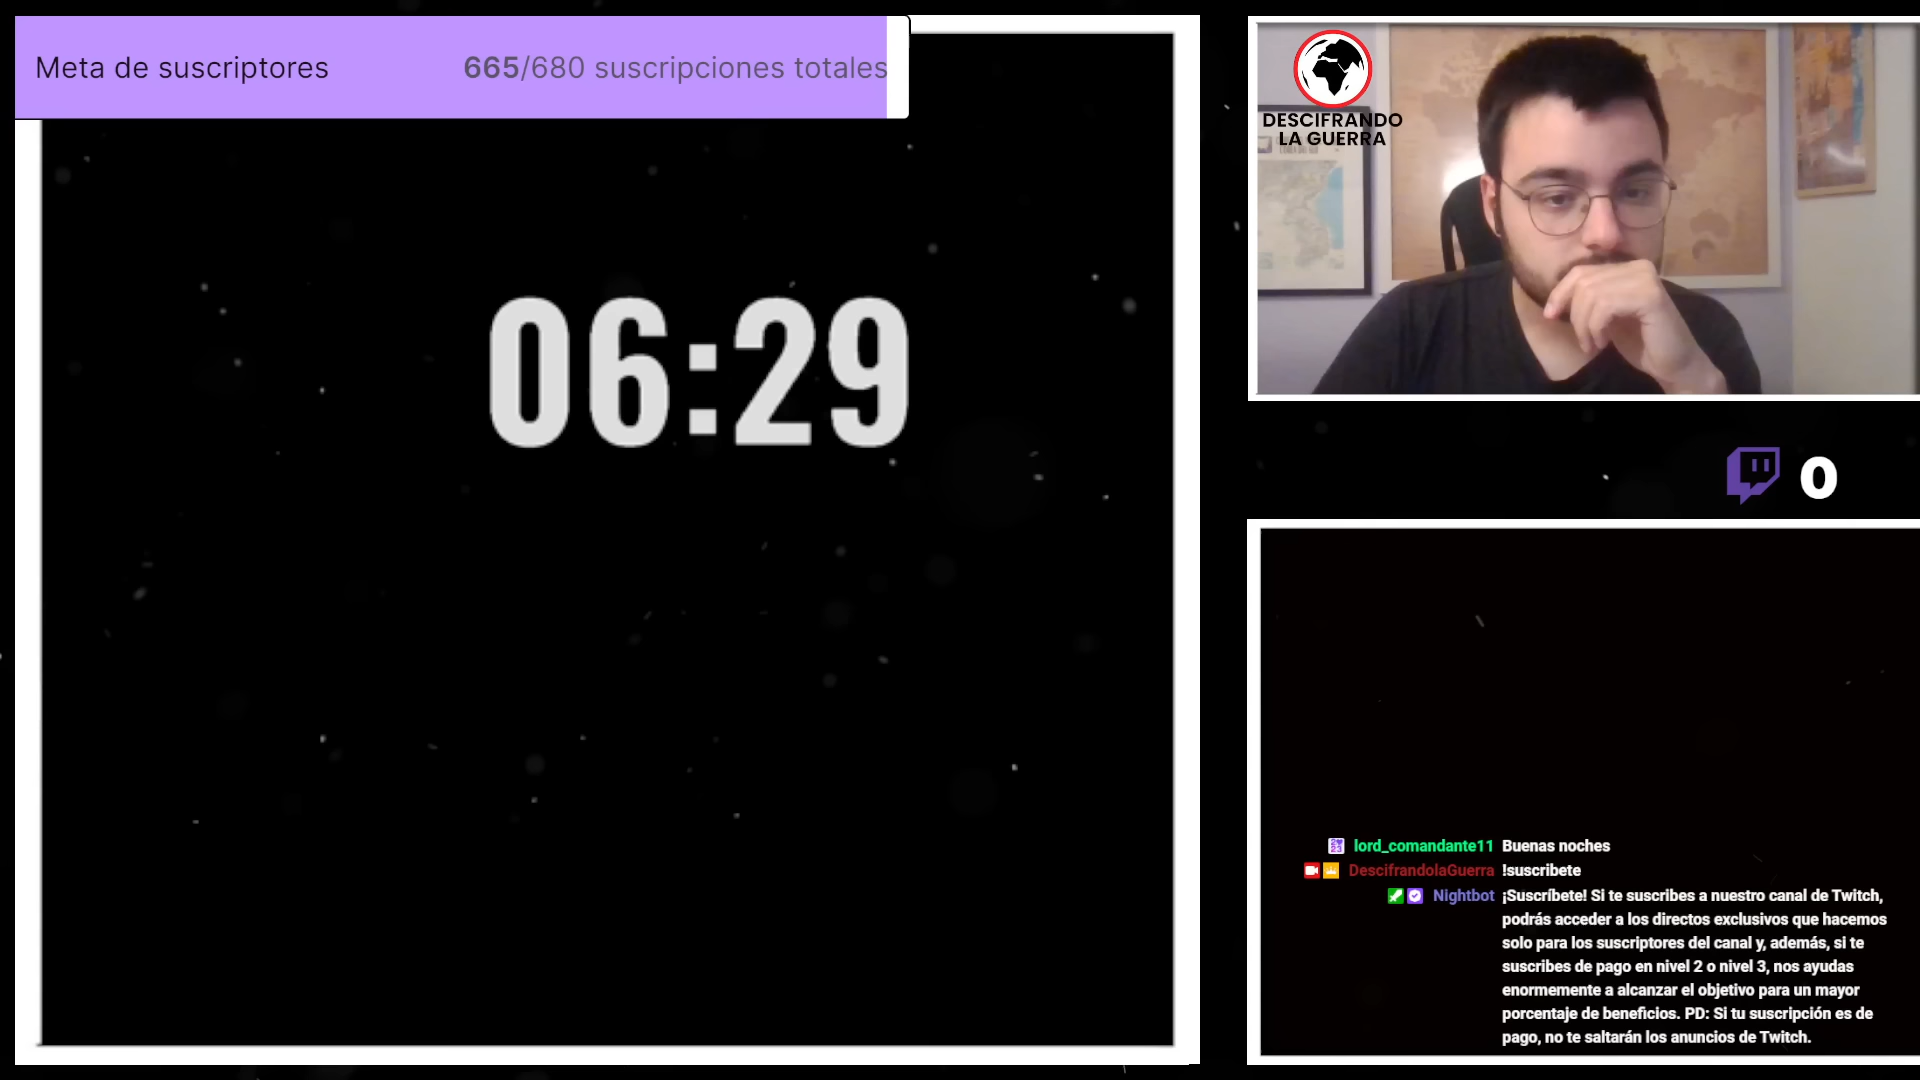 Meta de suscriptores 665/680 suscripciones totales
06:29
DESCIFRANDO
LA GUERRA
0
lord_comandante11 Buenas noches
DescifrandolaGuerra !suscribete
Nightbot ¡Suscríbete! Si te suscribes a nuestro canal de Twitch,
podrás acceder a los directos exclusivos que hacemos
solo para los suscriptores del canal y, además, si te
suscribes de pago en nivel 2 o nivel 3, nos ayudas
enormemente a alcanzar el objetivo para un mayor
porcentaje de beneficios. PD: Si tu suscripción es de
pago, no te saltarán los anuncios de Twitch.